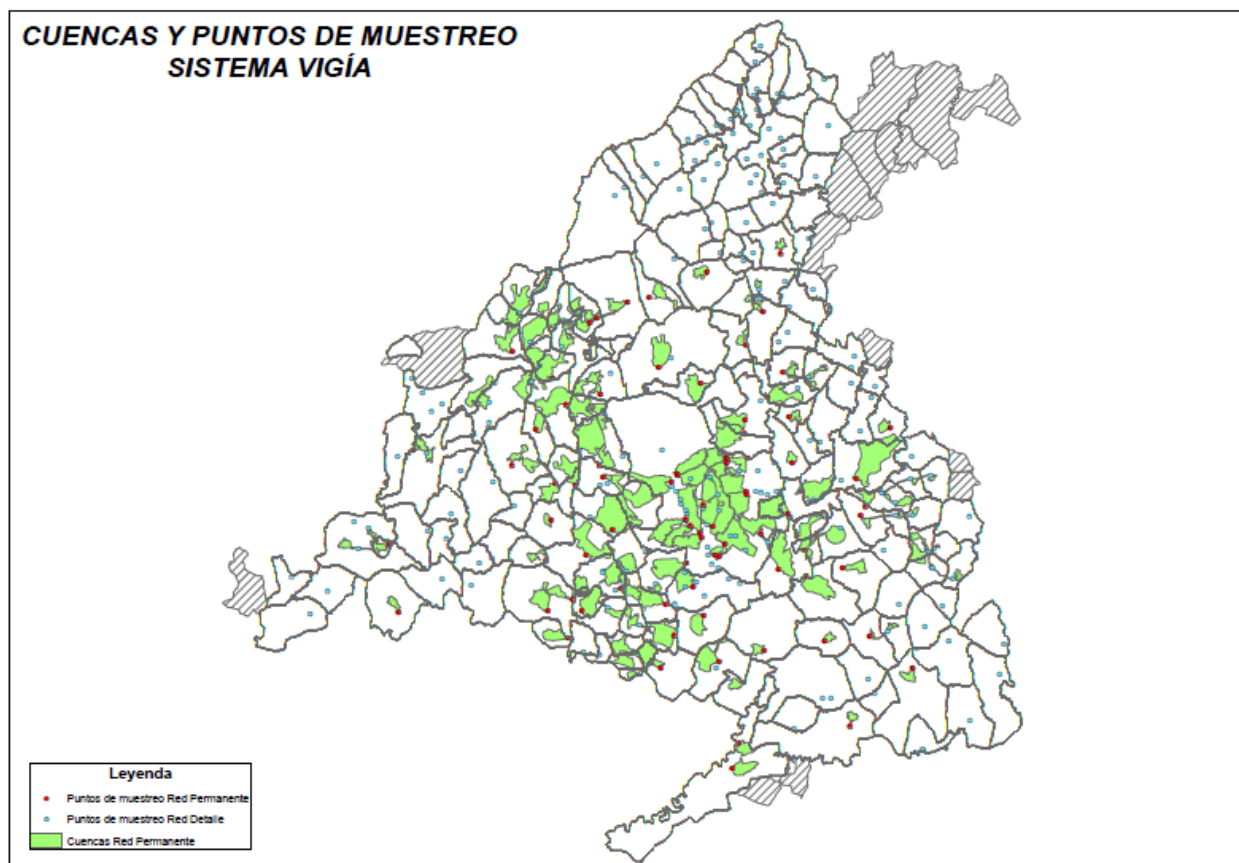 CUENCAS Y PUNTOS DE MUESTREO
SISTEMA VIGÍA
Leyenda
Puntos de muestreo Red Permanente
Puntos de muestreo Red Detalle
Cuencas Red Permanente